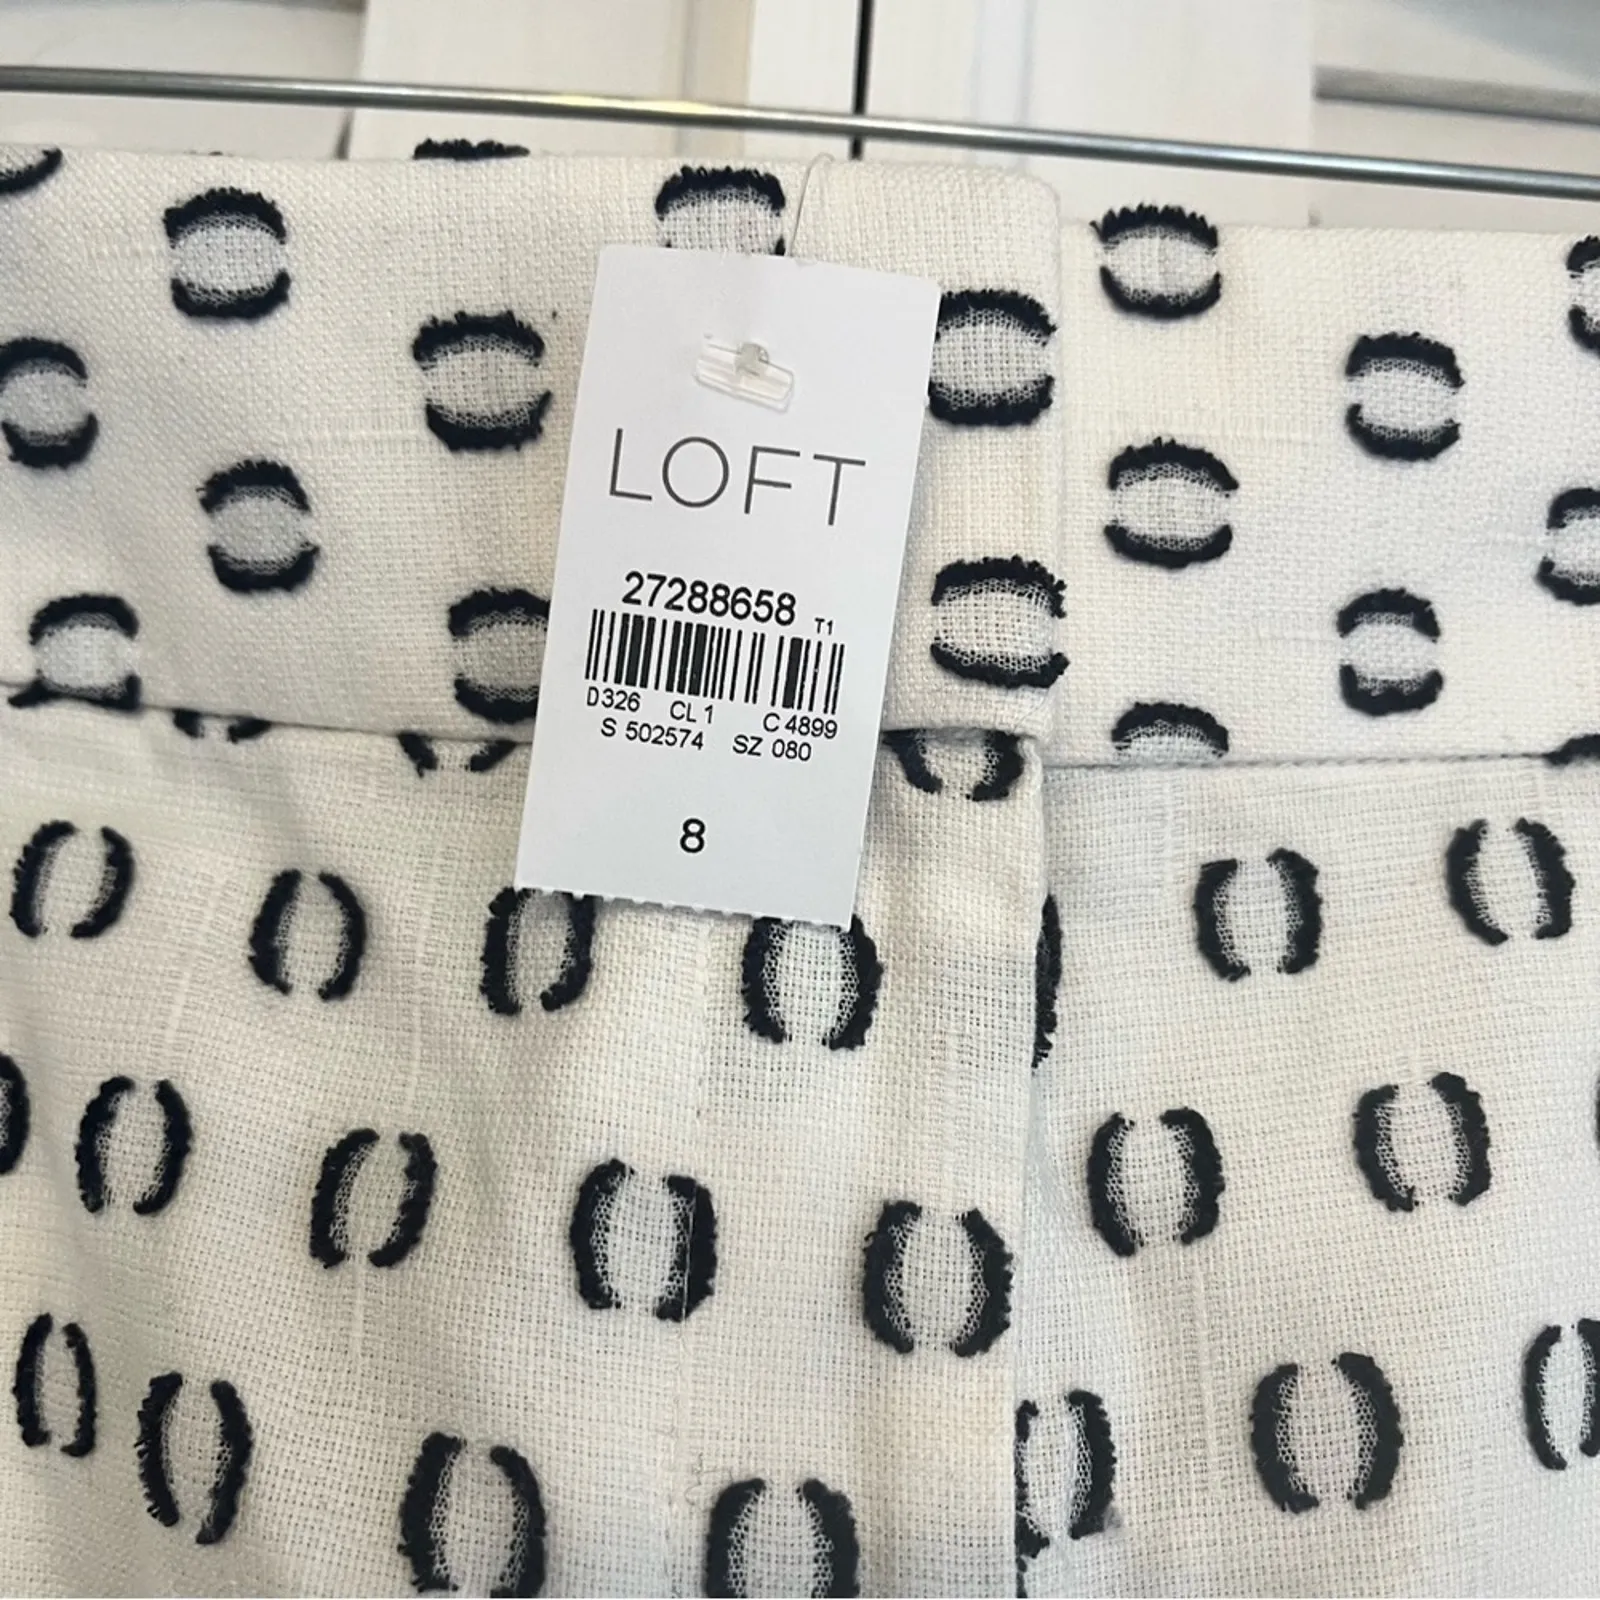 LOFT
27288658 T1
D326 CL 1 C 4899
S 502574 SZ 080
8